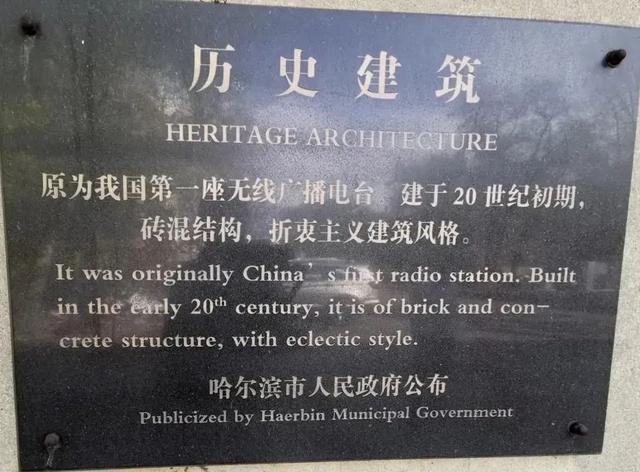 历史建筑
HERITAGE ARCHITECTURE
原为我国第一座无线广播电台。建于 20 世纪初期，
砖混结构，折衷主义建筑风格。
It was originally China's first radio station. Built
in the early 20th century, it is of brick and con-
crete structure, with eclectic style.
哈尔滨市人民政府公布
Publicized by Haerbin Municipal Government